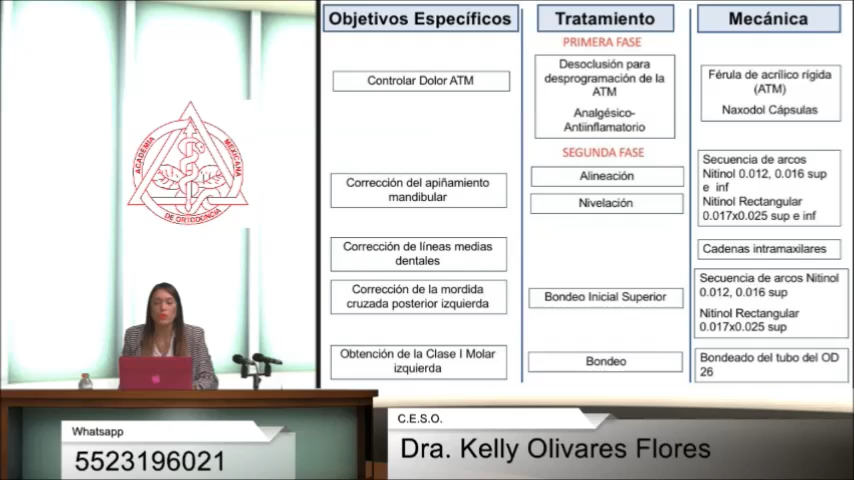 Objetivos Específicos
Tratamiento
Mecánica
PRIMERA FASE
Controlar Dolor ATM
Desoclusión para
desprogramación de la
ATM
Analgésico-
Antiinflamatorio
Férula de acrílico rígida
(ATM)
Naxodol Cápsulas
SEGUNDA FASE
Corrección del apiñamiento
mandibular
Alineación
Nivelación
Secuencia de arcos
Nitinol 0.012, 0.016 sup
e inf
Nitinol Rectangular
0.017x0.025 sup e inf
Corrección de líneas medias
dentales
Cadenas intramaxilares
Corrección de la mordida
cruzada posterior izquierda
Bondeo Inicial Superior
Secuencia de arcos Nitinol
0.012, 0.016 sup
Nitinol Rectangular
0.017x0.025 sup
Obtención de la Clase I Molar
izquierda
Bondeo
Bondeado del tubo del OD
26
ACADEMIA
MEXICANA
DE ORTODONCIA
Whatsapp
5523196021
C.E.S.O.
Dra. Kelly Olivares Flores